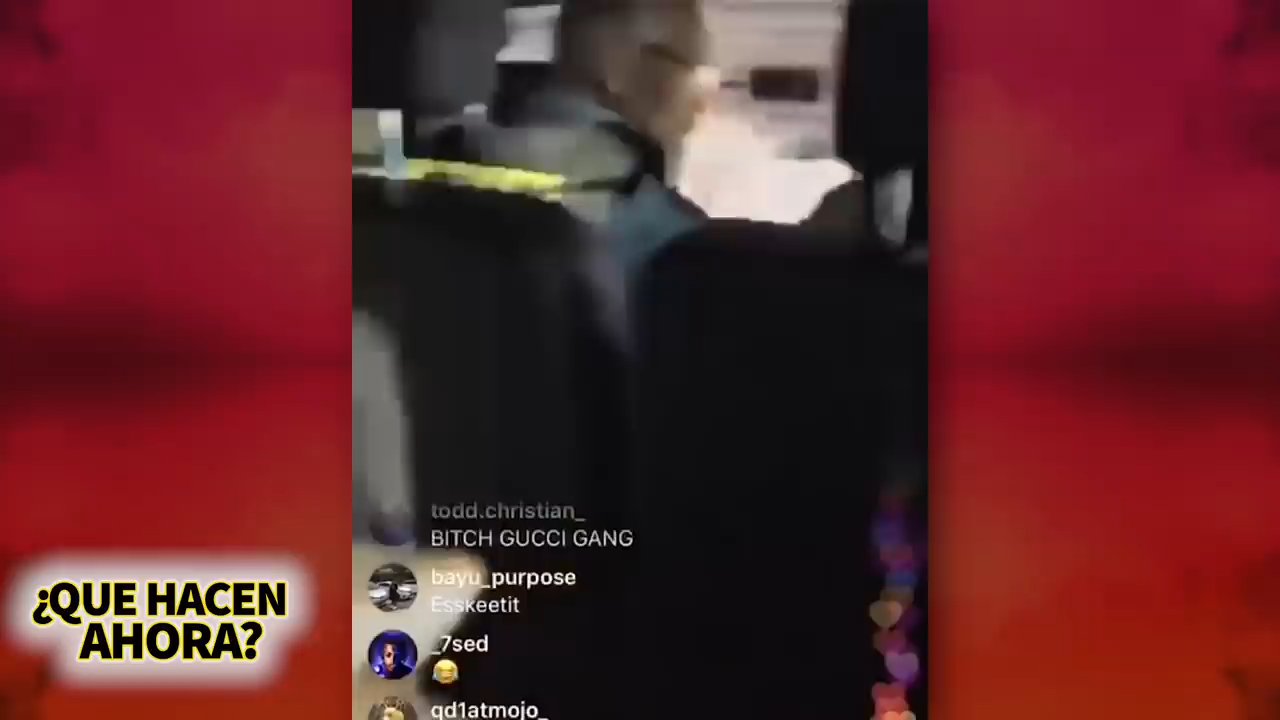 todd.christian_
BITCH GUCCI GANG
bayu_purpose
Esskeetit
_7sed
😂
qd1atmojo_
¿QUE HACEN
AHORA?